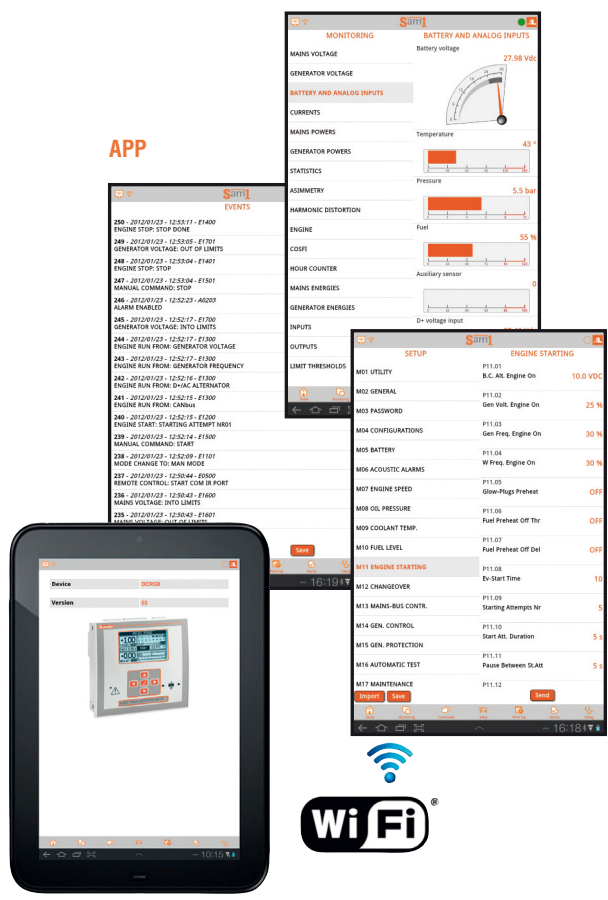 APP
Sam1
MONITORING
MAINS VOLTAGE
GENERATOR VOLTAGE
BATTERY AND ANALOG INPUTS
CURRENTS
MAINS POWERS
GENERATOR POWERS
STATISTICS
ASIMMETRY
HARMONIC DISTORTION
ENGINE
COSFI
HOUR COUNTER
MAINS ENERGIES
GENERATOR ENERGIES
INPUTS
OUTPUTS
LIMIT THRESHOLDS
BATTERY AND ANALOG INPUTS
Battery voltage
27.98 Vdc
Temperature
43 °
Pressure
5.5 bar
Fuel
55 %
Auxiliary sensor
0
D+ voltage input
Sam1
EVENTS
250 - 2012/01/23 - 12:53:11 - E1400
ENGINE STOP: STOP DONE
249 - 2012/01/23 - 12:53:05 - E1701
GENERATOR VOLTAGE: OUT OF LIMITS
248 - 2012/01/23 - 12:53:04 - E1401
ENGINE STOP: STOP
247 - 2012/01/23 - 12:53:04 - E1501
MANUAL COMMAND: STOP
246 - 2012/01/23 - 12:52:23 - A0203
ALARM ENABLED
245 - 2012/01/23 - 12:52:17 - E1700
GENERATOR VOLTAGE: INTO LIMITS
244 - 2012/01/23 - 12:52:17 - E1300
ENGINE RUN FROM: GENERATOR VOLTAGE
243 - 2012/01/23 - 12:52:17 - E1300
ENGINE RUN FROM: GENERATOR FREQUENCY
242 - 2012/01/23 - 12:52:16 - E1300
ENGINE RUN FROM: D+/AC ALTERNATOR
241 - 2012/01/23 - 12:52:15 - E1300
ENGINE RUN FROM: CANbus
240 - 2012/01/23 - 12:52:15 - E1200
ENGINE START: STARTING ATTEMPT NR01
239 - 2012/01/23 - 12:52:14 - E1500
MANUAL COMMAND: START
238 - 2012/01/23 - 12:52:09 - E1101
MODE CHANGE TO: MAN MODE
237 - 2012/01/23 - 12:50:44 - E0500
REMOTE CONTROL: START COM IR PORT
236 - 2012/01/23 - 12:50:43 - E1600
MAINS VOLTAGE: INTO LIMITS
235 - 2012/01/23 - 12:50:43 - E1601
MAINS VOLTAGE: OUT OF LIMITS
Save
16:19
Sam1
SETUP
M01 UTILITY
M02 GENERAL
M03 PASSWORD
M04 CONFIGURATIONS
M05 BATTERY
M06 ACOUSTIC ALARMS
M07 ENGINE SPEED
M08 OIL PRESSURE
M09 COOLANT TEMP.
M10 FUEL LEVEL
M11 ENGINE STARTING
M12 CHANGEOVER
M13 MAINS-BUS CONTR.
M14 GEN. CONTROL
M15 GEN. PROTECTION
M16 AUTOMATIC TEST
M17 MAINTENANCE
Import
Save
ENGINE STARTING
P11.01
B.C. Alt. Engine On 10.0 VDC
P11.02
Gen Volt. Engine On 25 %
P11.03
Gen Freq. Engine On 30 %
P11.04
W Freq. Engine On 30 %
P11.05
Glow-Plugs Preheat OFF
P11.06
Fuel Preheat Off Thr OFF
P11.07
Fuel Preheat Off Del OFF
P11.08
Ev-Start Time 10
P11.09
Starting Attempts Nr 5
P11.10
Start Att. Duration 5 s
P11.11
Pause Between St.Att 5 s
P11.12
Send
16:18
Device DCRG8
Version 03
10:15
Wi Fi ®